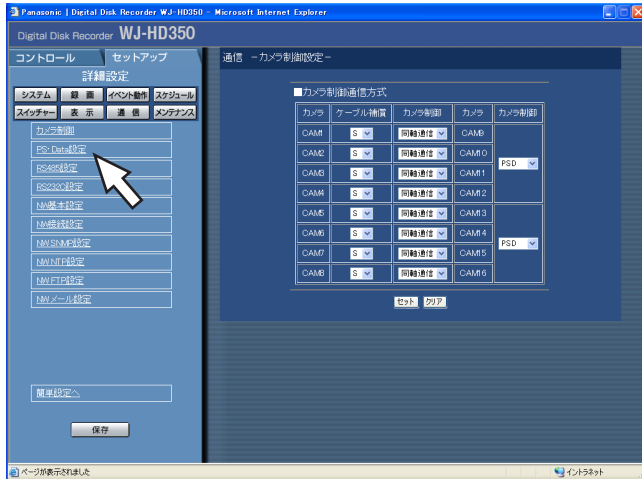 Panasonic | Digital Disk Recorder WJ-HD350 - Microsoft Internet Explorer
Digital Disk Recorder WJ-HD350
コントロール セットアップ
詳細設定
システム 録画 イベント動作 スケジュール
スイッチャー 表示 通信 メンテナンス
カメラ制御
PS･Data設定
RS485設定
RS232C設定
NW基本設定
NW接続設定
NW SNMP設定
NW NTP設定
NW FTP設定
NWメール設定
簡単設定へ
保存
通信 －カメラ制御設定－
■カメラ制御通信方式
カメラ ケーブル補償 カメラ制御 カメラ カメラ制御
CAM1 S 同軸通信 CAM9 PSD
CAM2 S 同軸通信 CAM10
CAM3 S 同軸通信 CAM11
CAM4 S 同軸通信 CAM12
CAM5 S 同軸通信 CAM13 PSD
CAM6 S 同軸通信 CAM14
CAM7 S 同軸通信 CAM15
CAM8 S 同軸通信 CAM16
セット クリア
ページが表示されました イントラネット